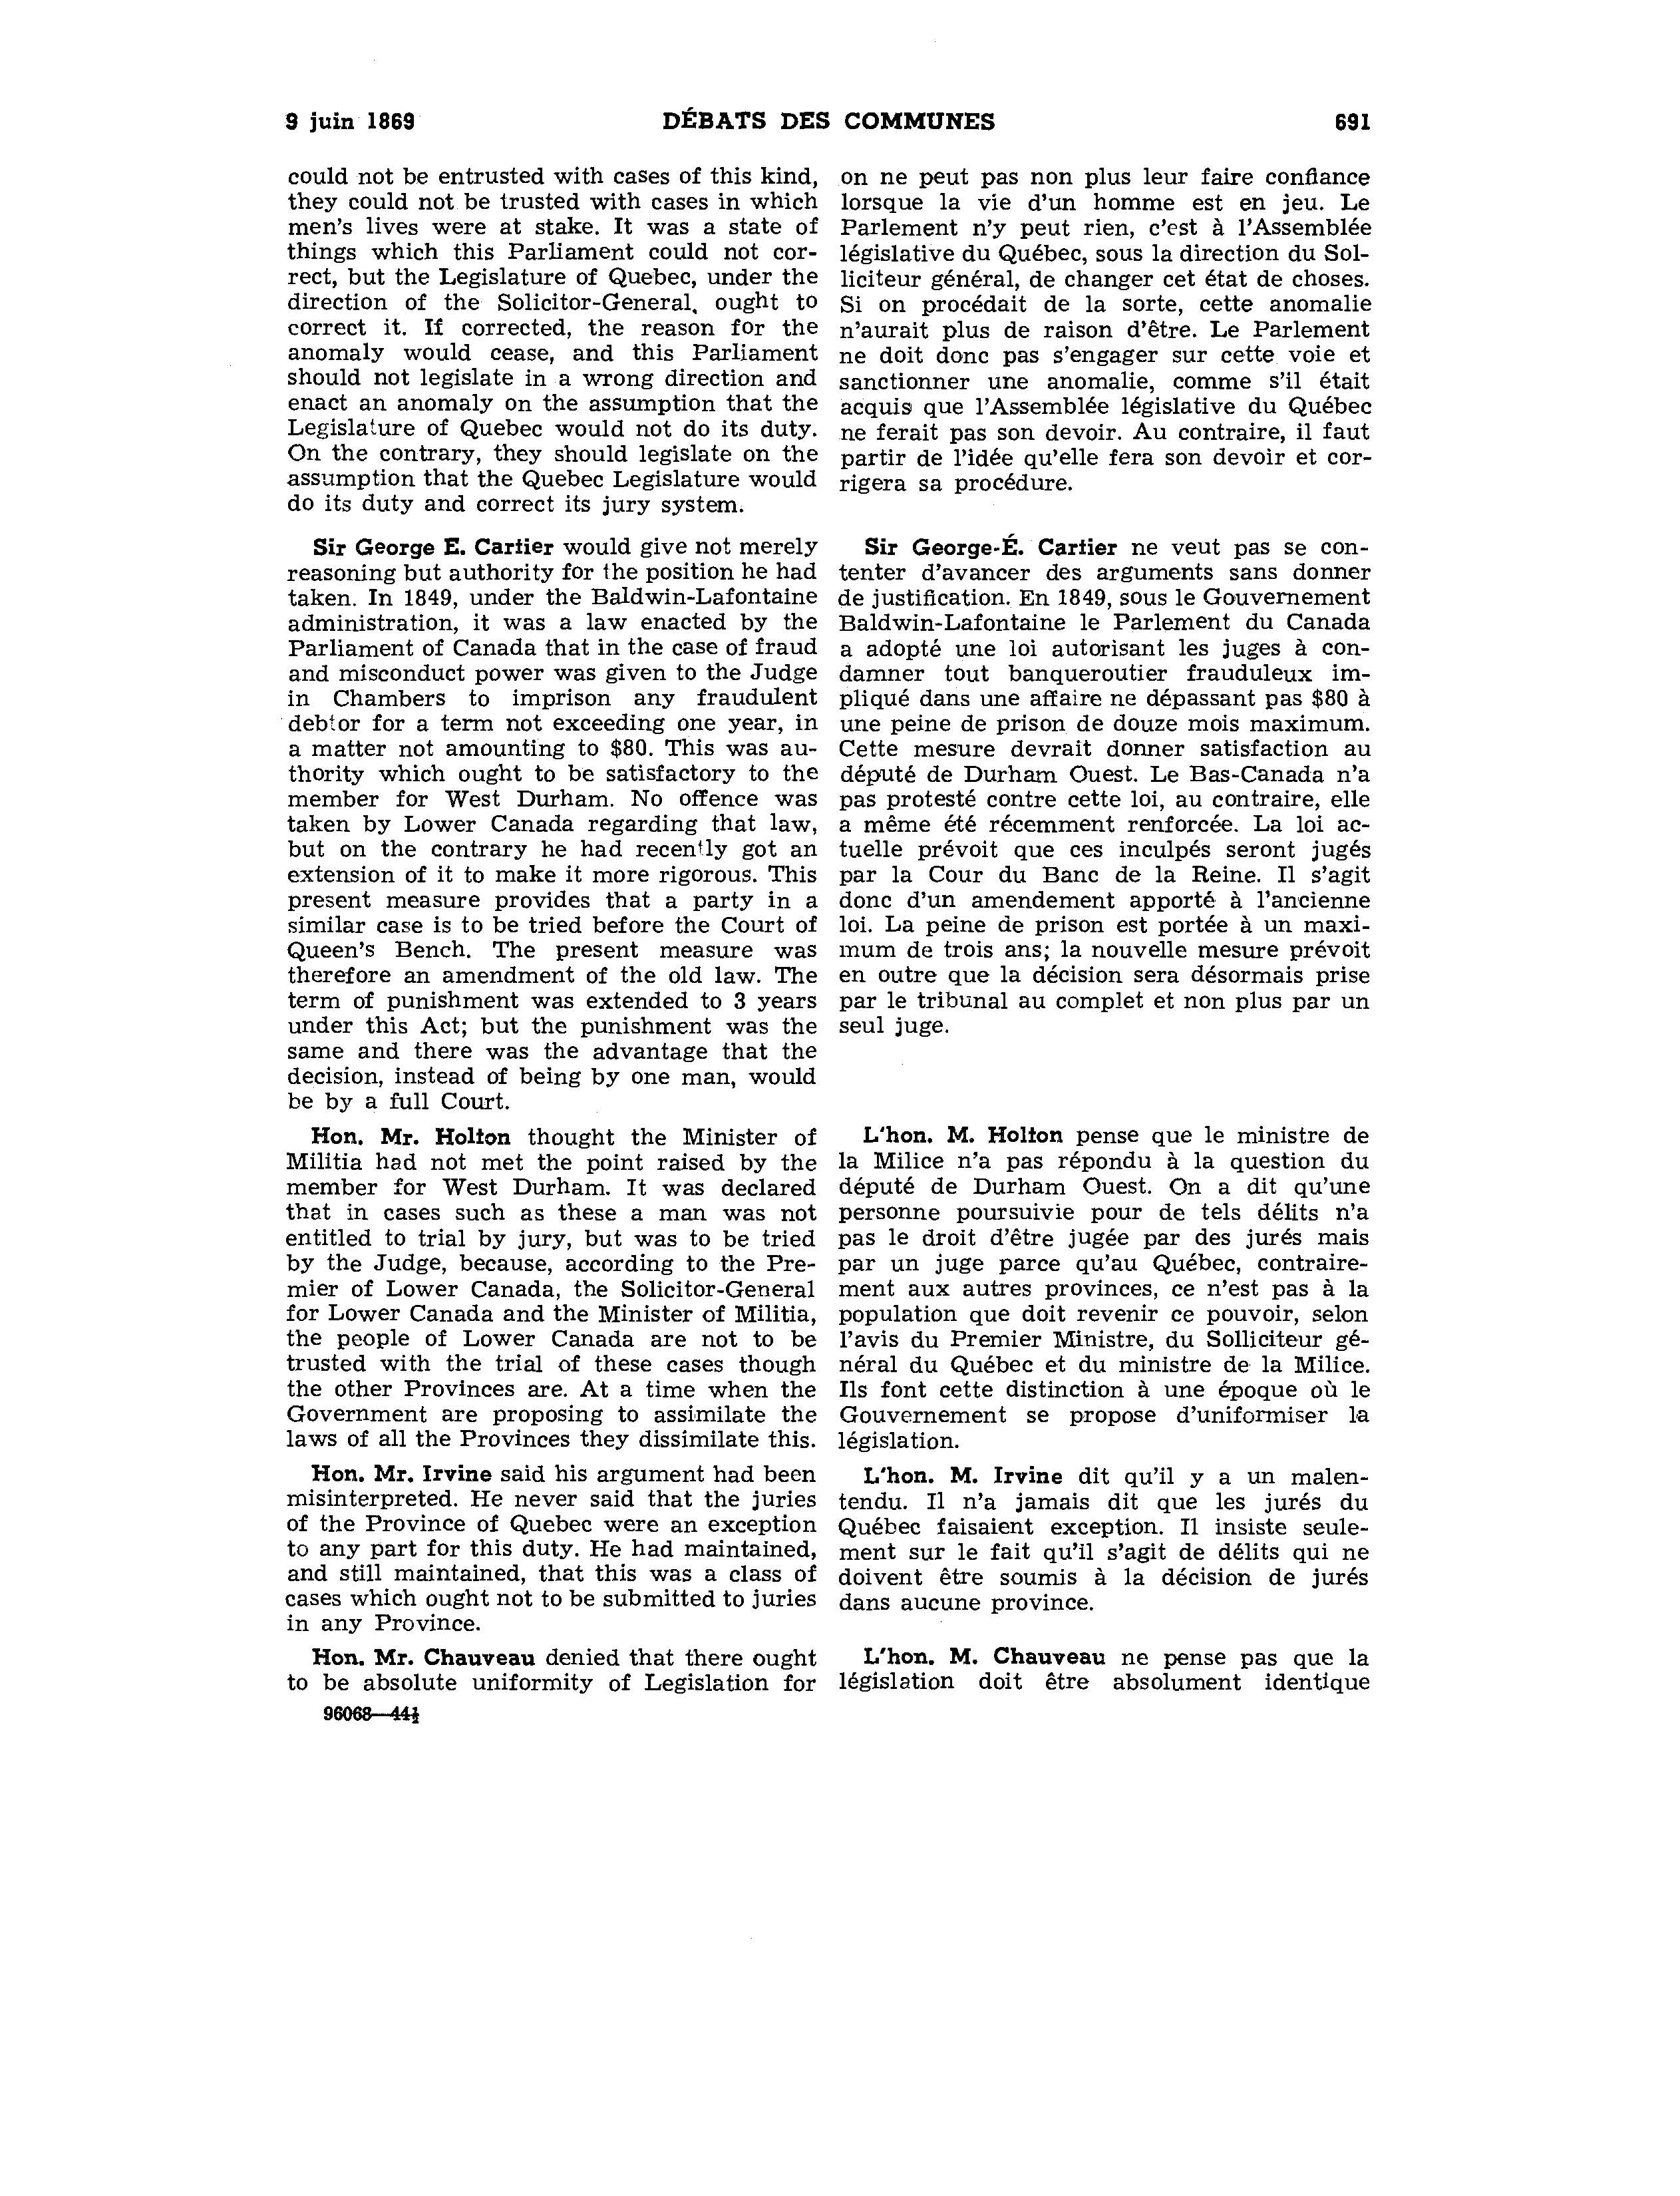 9 juin 1869
DÉBATS DES COMMUNES
691
could not be entrusted with cases of this kind,
they could not be trusted with cases in which
men's lives were at stake. It was a state of
things which this Parliament could not cor-
rect, but the Legislature of Quebec, under the
direction of the Solicitor-General, ought to
correct it. If corrected, the reason for the
anomaly would cease, and this Parliament
should not legislate in a wrong direction and
enact an anomaly on the assumption that the
Legislature of Quebec would not do its duty.
On the contrary, they should legislate on the
assumption that the Quebec Legislature would
do its duty and correct its jury system.
Sir George E. Cartier would give not merely
reasoning but authority for the position he had
taken. In 1849, under the Baldwin-Lafontaine
administration, it was a law enacted by the
Parliament of Canada that in the case of fraud
and misconduct power was given to the Judge
in Chambers to imprison any fraudulent
debtor for a term not exceeding one year, in
a matter not amounting to $80. This was au-
thority which ought to be satisfactory to the
member for West Durham. No offence was
taken by Lower Canada regarding that law,
but on the contrary he had recently got an
extension of it to make it more rigorous. This
present measure provides that a party in a
similar case is to be tried before the Court of
Queen's Bench. The present measure was
therefore an amendment of the old law. The
term of punishment was extended to 3 years
under this Act; but the punishment was the
same and there was the advantage that the
decision, instead of being by one man, would
be by a full Court.
Hon. Mr. Holton thought the Minister of
Militia had not met the point raised by the
member for West Durham. It was declared
that in cases such as these a man was not
entitled to trial by jury, but was to be tried
by the Judge, because, according to the Pre-
mier of Lower Canada, the Solicitor-General
for Lower Canada and the Minister of Militia,
the people of Lower Canada are not to be
trusted with the trial of these cases though
the other Provinces are. At a time when the
Government are proposing to assimilate the
laws of all the Provinces they dissimilate this.
Hon. Mr. Irvine said his argument had been
misinterpreted. He never said that the juries
of the Province of Quebec were an exception
to any part for this duty. He had maintained,
and still maintained, that this was a class of
cases which ought not to be submitted to juries
in any Province.
Hon. Mr. Chauveau denied that there ought
to be absolute uniformity of Legislation for
96068—44½
on ne peut pas non plus leur faire confiance
lorsque la vie d'un homme est en jeu. Le
Parlement n'y peut rien, c'est à l'Assemblée
législative du Québec, sous la direction du Sol-
liciteur général, de changer cet état de choses.
Si on procédait de la sorte, cette anomalie
n'aurait plus de raison d'être. Le Parlement
ne doit donc pas s'engager sur cette voie et
sanctionner une anomalie, comme s'il était
acquis que l'Assemblée législative du Québec
ne ferait pas son devoir. Au contraire, il faut
partir de l'idée qu'elle fera son devoir et cor-
rigera sa procédure.
Sir George-É. Cartier ne veut pas se con-
tenter d'avancer des arguments sans donner
de justification. En 1849, sous le Gouvernement
Baldwin-Lafontaine le Parlement du Canada
a adopté une loi autorisant les juges à con-
damner tout banqueroutier frauduleux im-
pliqué dans une affaire ne dépassant pas $80 à
une peine de prison de douze mois maximum.
Cette mesure devrait donner satisfaction au
député de Durham Ouest. Le Bas-Canada n'a
pas protesté contre cette loi, au contraire, elle
a même été récemment renforcée. La loi ac-
tuelle prévoit que ces inculpés seront jugés
par la Cour du Banc de la Reine. Il s'agit
donc d'un amendement apporté à l'ancienne
loi. La peine de prison est portée à un maxi-
mum de trois ans; la nouvelle mesure prévoit
en outre que la décision sera désormais prise
par le tribunal au complet et non plus par un
seul juge.
L'hon. M. Holton pense que le ministre de
la Milice n'a pas répondu à la question du
député de Durham Ouest. On a dit qu'une
personne poursuivie pour de tels délits n'a
pas le droit d'être jugée par des jurés mais
par un juge parce qu'au Québec, contraire-
ment aux autres provinces, ce n'est pas à la
population que doit revenir ce pouvoir, selon
l'avis du Premier Ministre, du Solliciteur gé-
néral du Québec et du ministre de la Milice.
Ils font cette distinction à une époque où le
Gouvernement se propose d'uniformiser la
législation.
L'hon. M. Irvine dit qu'il y a un malen-
tendu. Il n'a jamais dit que les jurés du
Québec faisaient exception. Il insiste seule-
ment sur le fait qu'il s'agit de délits qui ne
doivent être soumis à la décision de jurés
dans aucune province.
L'hon. M. Chauveau ne pense pas que la
législation doit être absolument identique